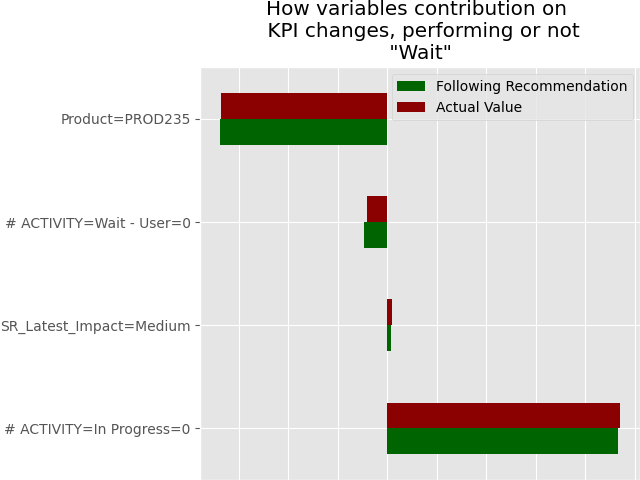 How variables contribution on
KPI changes, performing or not
"Wait"
Following Recommendation
Actual Value
Product=PROD235
# ACTIVITY=Wait - User=0
SR_Latest_Impact=Medium
# ACTIVITY=In Progress=0